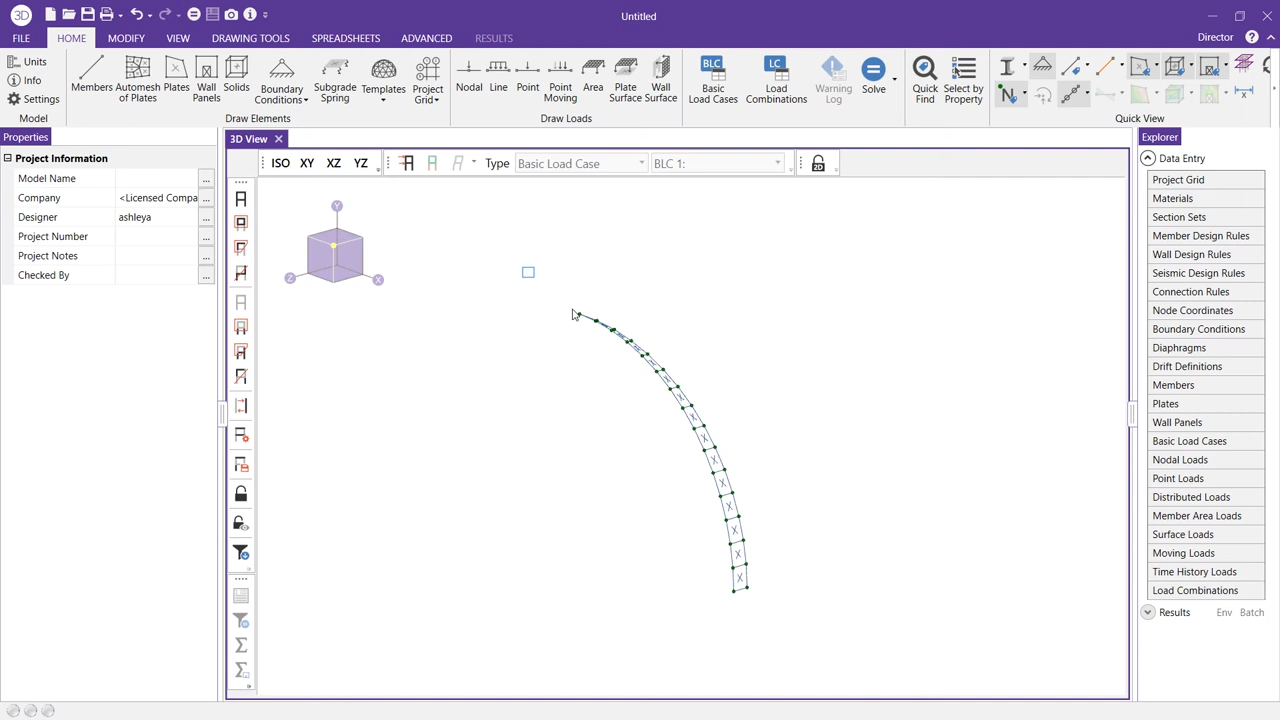 3D
Untitled
FILE HOME MODIFY VIEW DRAWING TOOLS SPREADSHEETS ADVANCED RESULTS Director
Units
Info
Settings
Model
Members
Automesh of Plates
Plates
Wall Panels
Solids
Boundary Conditions
Subgrade Spring
Templates
Project Grid
Draw Elements
Nodal
Line
Point
Point Moving
Area
Plate Surface
Wall Surface
Draw Loads
BLC
Basic Load Cases
LC
Load Combinations
Warning Log
Solve
Quick Find
Select by Property
N
Quick View
Properties
Project Information
Model Name ...
Company <Licensed Compa ...
Designer ashleya ...
Project Number ...
Project Notes ...
Checked By ...
3D View
ISO XY XZ YZ Type Basic Load Case BLC 1: 2D
Y
Z
X
Explorer
Data Entry
Project Grid
Materials
Section Sets
Member Design Rules
Wall Design Rules
Seismic Design Rules
Connection Rules
Node Coordinates
Boundary Conditions
Diaphragms
Drift Definitions
Members
Plates
Wall Panels
Basic Load Cases
Nodal Loads
Point Loads
Distributed Loads
Member Area Loads
Surface Loads
Moving Loads
Time History Loads
Load Combinations
Results Env Batch